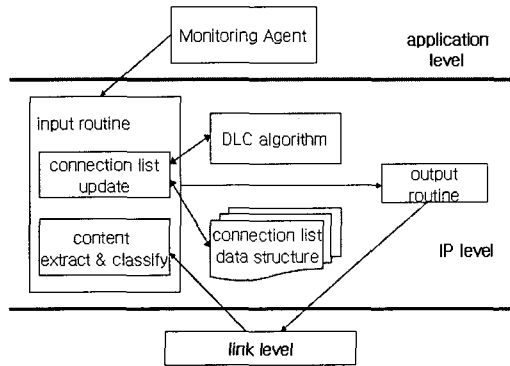 Monitoring Agent
application
level
input routine
DLC algorithm
connection list
update
output
routine
content
extract & classify
connection list
data structure
IP level
link level